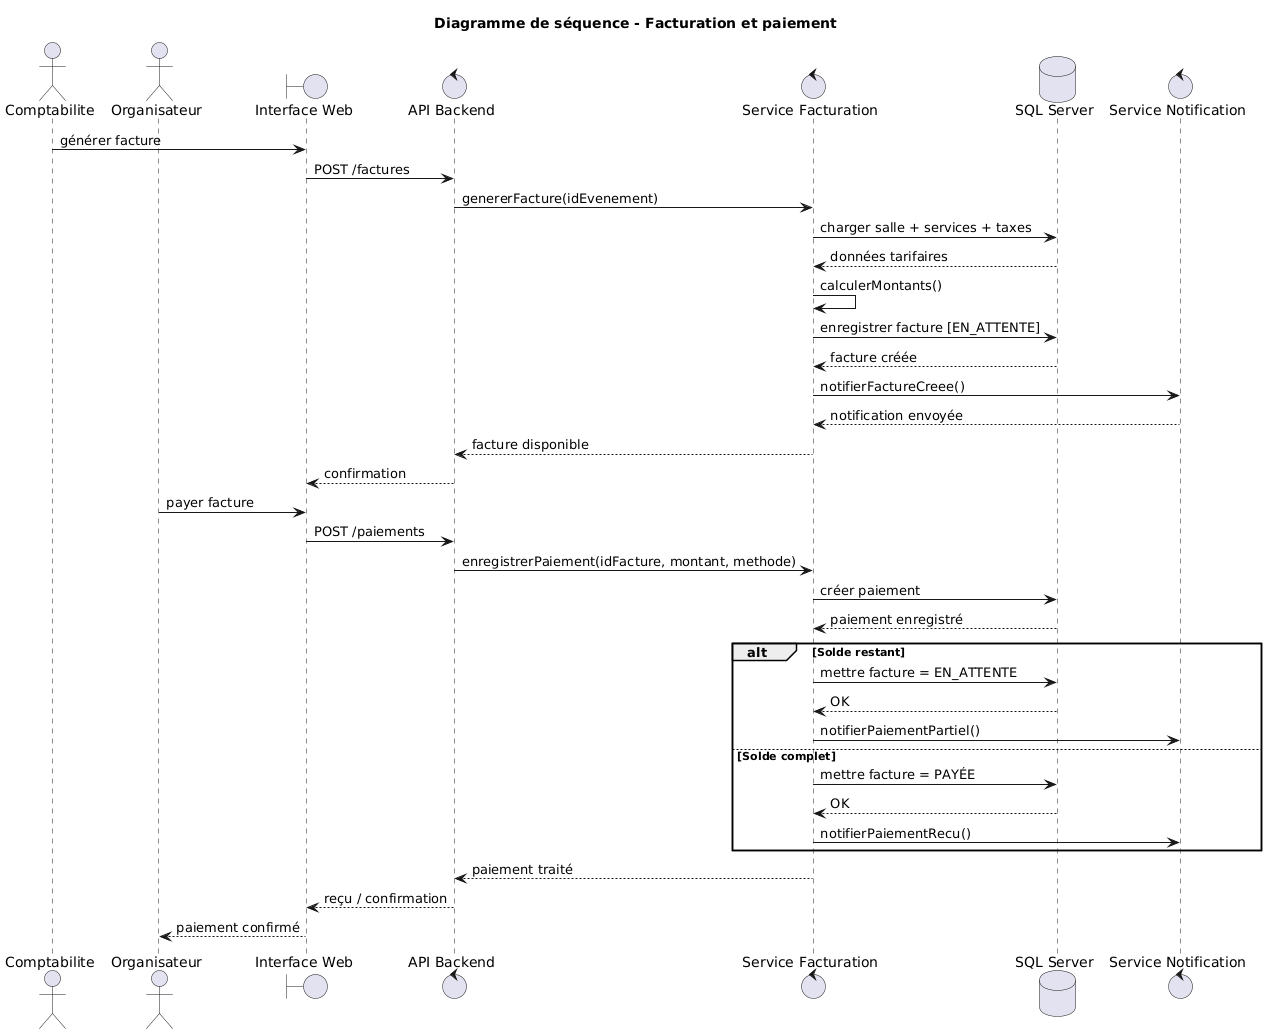 Diagramme de séquence - Facturation et paiement
Comptabilite Organisateur Interface Web API Backend Service Facturation SQL Server Service Notification
générer facture
POST /factures
genererFacture(idEvenement)
charger salle + services + taxes
données tarifaires
calculerMontants()
enregistrer facture [EN_ATTENTE]
facture créée
notifierFactureCreee()
notification envoyée
facture disponible
confirmation
payer facture
POST /paiements
enregistrerPaiement(idFacture, montant, methode)
créer paiement
paiement enregistré
alt [Solde restant]
mettre facture = EN_ATTENTE
OK
notifierPaiementPartiel()
[Solde complet]
mettre facture = PAYÉE
OK
notifierPaiementRecu()
paiement traité
reçu / confirmation
paiement confirmé
Comptabilite Organisateur Interface Web API Backend Service Facturation SQL Server Service Notification